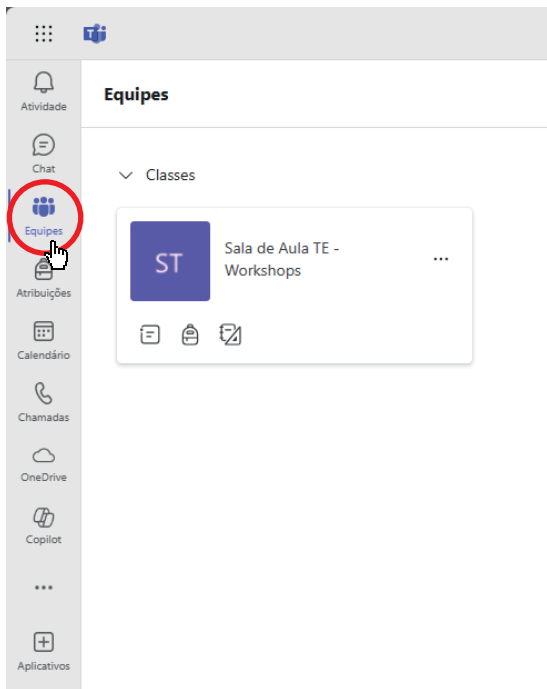 Atividade
Chat
Equipes
Atribuições
Calendário
Chamadas
OneDrive
Copilot
Aplicativos
Equipes
Classes
ST
Sala de Aula TE -
Workshops